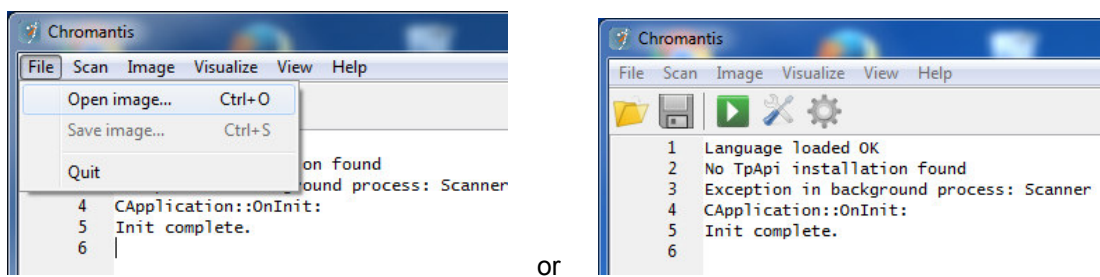 Chromantis
File Scan Image Visualize View Help
Open image... Ctrl+O
Save image... Ctrl+S
Quit
on found
ound process: Scanner
4 CApplication::OnInit:
5 Init complete.
6
or
Chromantis
File Scan Image Visualize View Help
1 Language loaded OK
2 No TpApi installation found
3 Exception in background process: Scanner
4 CApplication::OnInit:
5 Init complete.
6